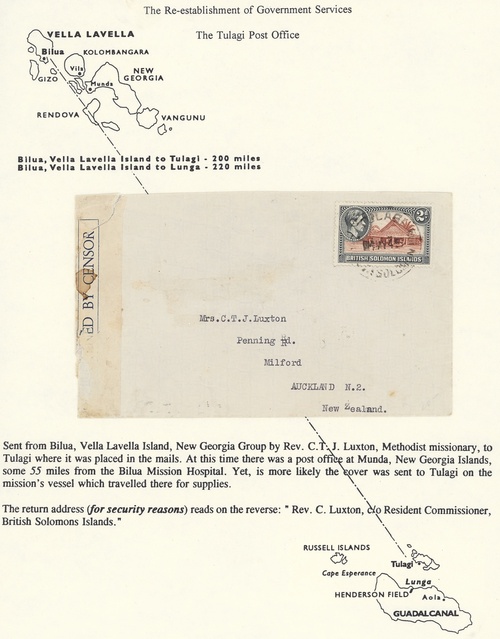 The Re-establishment of Government Services
The Tulagi Post Office
VELLA LAVELLA
Bilua
KOLOMBANGARA
Vila
NEW
GEORGIA
GIZO
Munda
RENDOVA
VANGUNU
Bilua, Vella Lavella Island to Tulagi - 200 miles
Bilua, Vella Lavella Island to Lunga - 220 miles
ED BY CENSOR
2d
BRITISH SOLOMON ISLANDS
Mrs.C.T.J.Luxton
Penning Rd.
Milford
AUCKLAND N.2.
New Zealand.
Sent from Bilua, Vella Lavella Island, New Georgia Group by Rev. C.T. J. Luxton, Methodist missionary, to
Tulagi where it was placed in the mails. At this time there was a post office at Munda, New Georgia Islands,
some 55 miles from the Bilua Mission Hospital. Yet, is more likely the cover was sent to Tulagi on the
mission's vessel which travelled there for supplies.
The return address (for security reasons) reads on the reverse: " Rev. C. Luxton, c/o Resident Commissioner,
British Solomons Islands. "
RUSSELL ISLANDS
Tulagi
Cape Esperance
Lunga
HENDERSON FIELD
Aola
GUADALCANAL